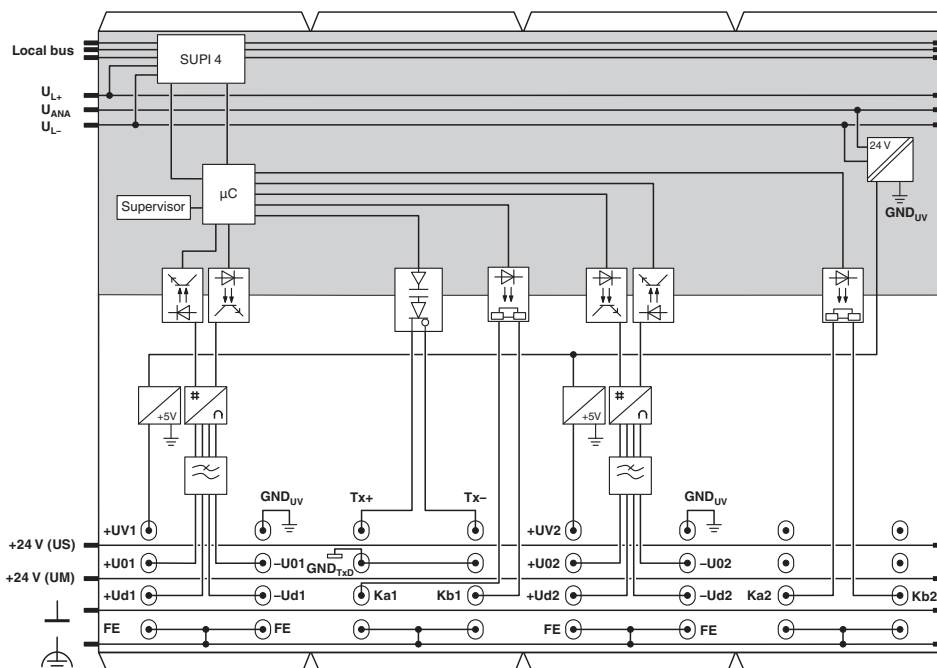 Local bus
SUPI 4
UL+
UANA
UL–
24 V
µC
Supervisor
GNDUV
#
+5V
∩
#
+5V
∩
GNDUV
Tx+
Tx–
GNDUV
+UV1
+UV2
+24 V (US)
+U01
–U01
GNDTxD
+U02
–U02
+24 V (UM)
+Ud1
–Ud1
Ka1
Kb1
+Ud2
–Ud2
Ka2
Kb2
FE
FE
FE
FE